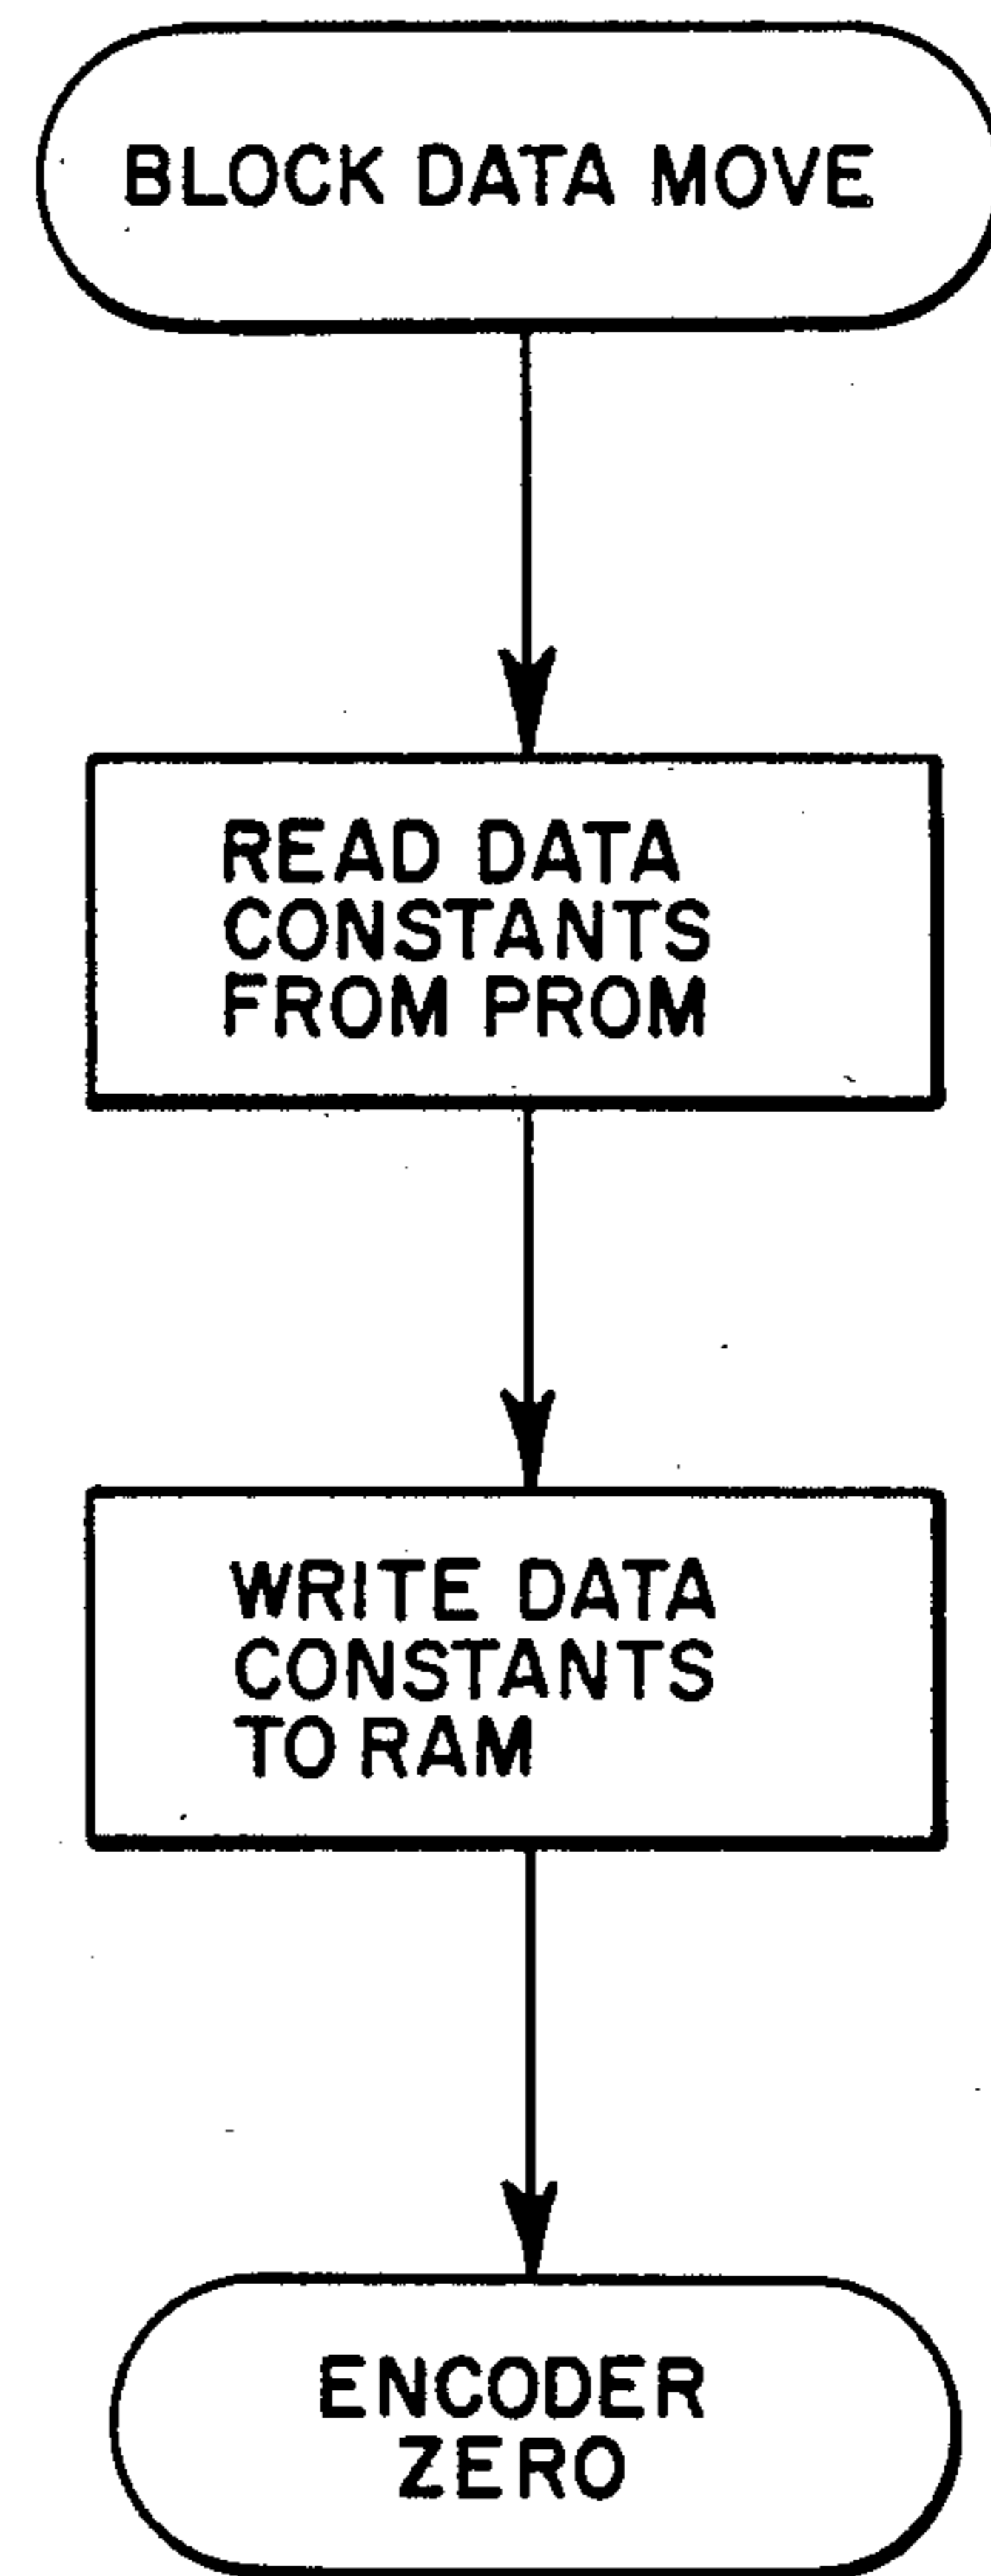 BLOCK DATA MOVE
READ DATA
CONSTANTS
FROM PROM
WRITE DATA
CONSTANTS
TO RAM
ENCODER
ZERO